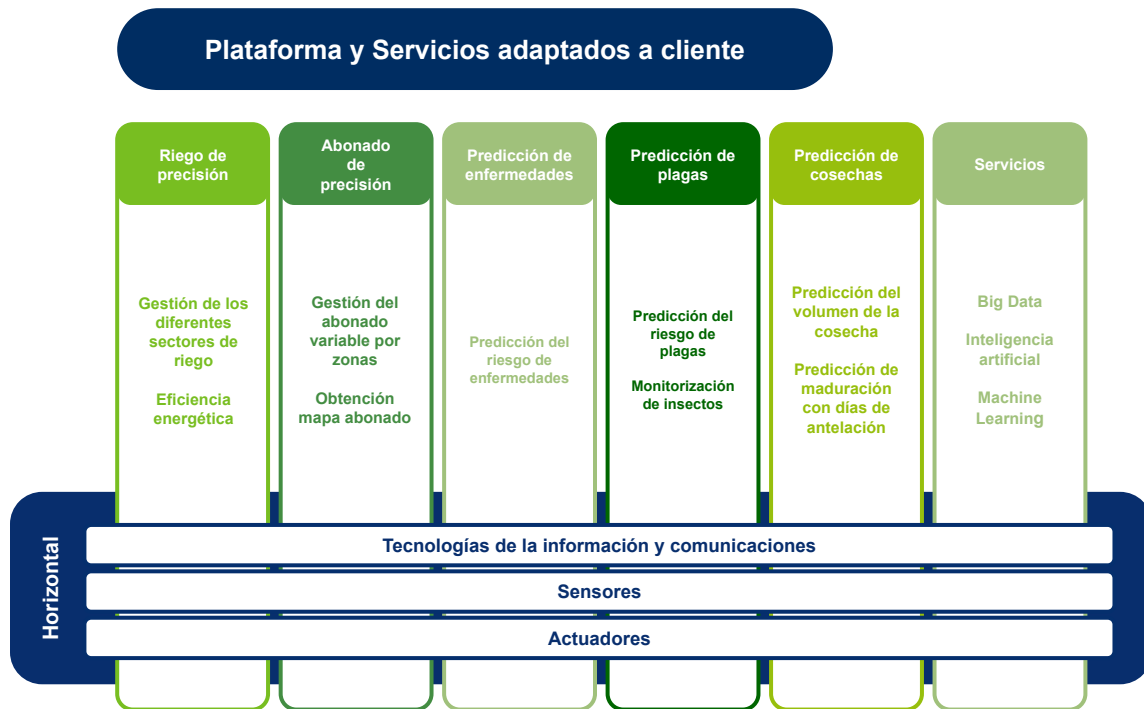 Plataforma y Servicios adaptados a cliente
Riego de
precisión
Abonado
de
precisión
Predicción de
enfermedades
Predicción de
plagas
Predicción de
cosechas
Servicios
Gestión de los
diferentes
sectores de
riego
Eficiencia
energética
Gestión del
abonado
variable por
zonas
Obtención
mapa abonado
Predicción del
riesgo de
enfermedades
Predicción del
riesgo de
plagas
Monitorización
de insectos
Predicción del
volumen de la
cosecha
Predicción de
maduración
con días de
antelación
Big Data
Inteligencia
artificial
Machine
Learning
Horizontal
Tecnologías de la información y comunicaciones
Sensores
Actuadores